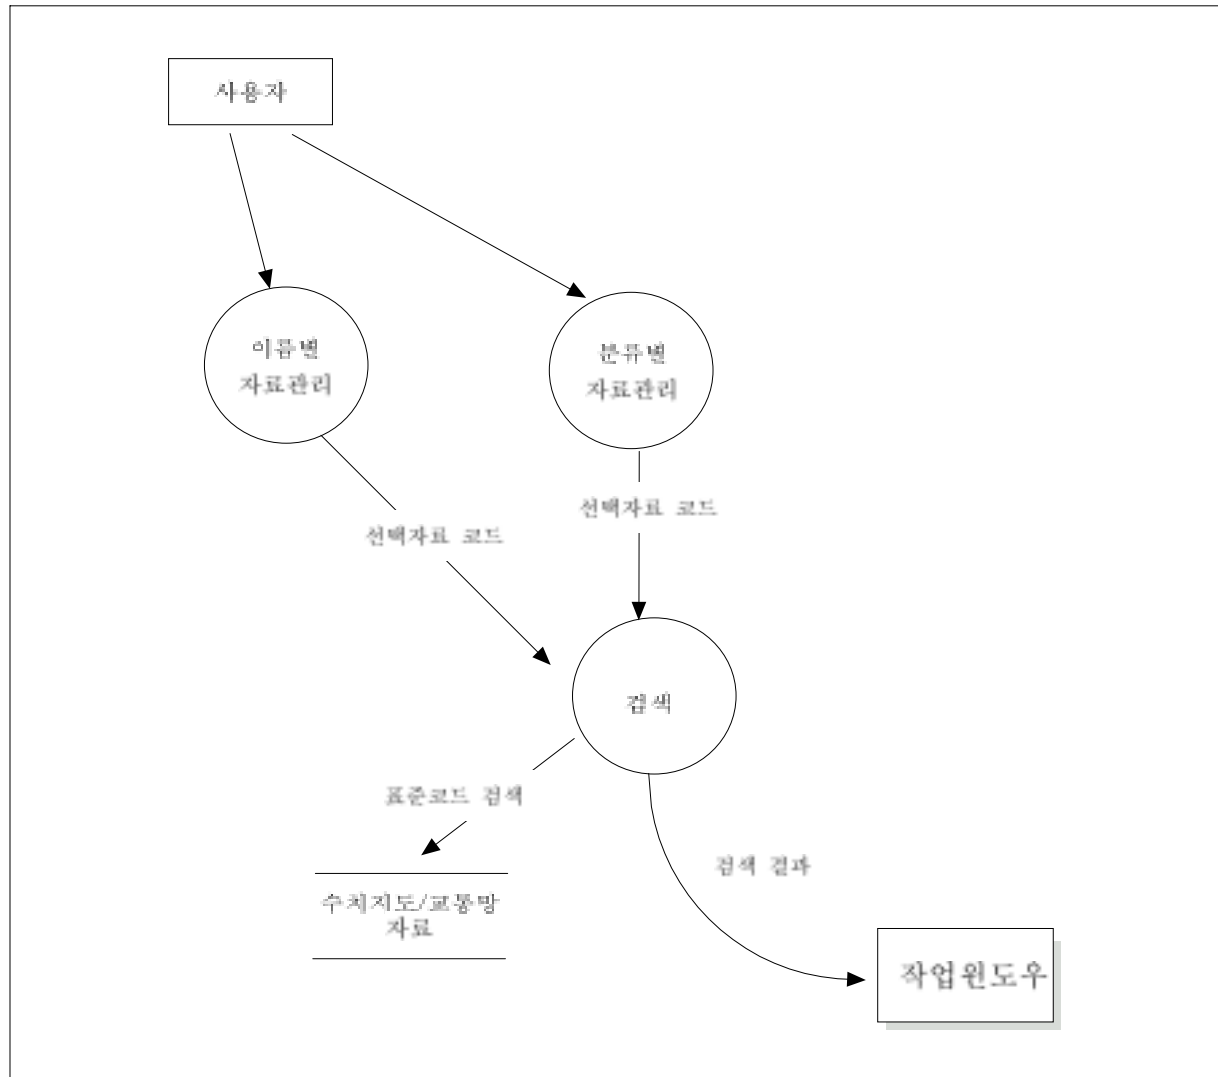 사용자
이름별
자료관리
분류별
자료관리
선택자료 코드
선택자료 코드
검색
표준코드 검색
검색 결과
수치지도/교통망
자료
작업윈도우